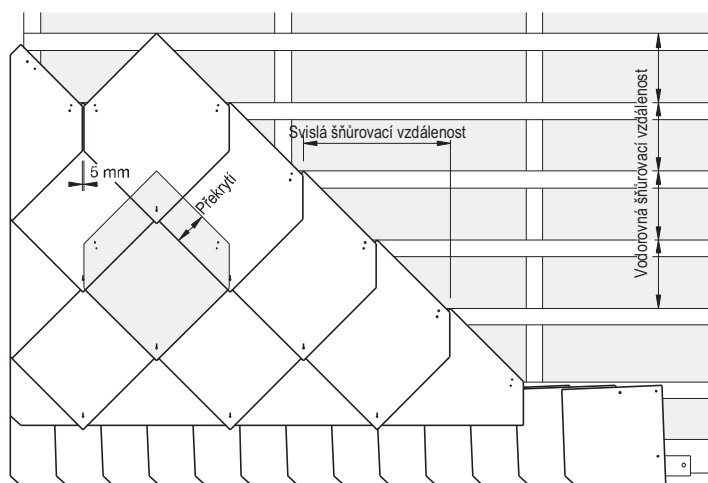 Svislá šňůrovací vzdálenost
5 mm
Překrytí
Vodorovná šňůrovací vzdálenost